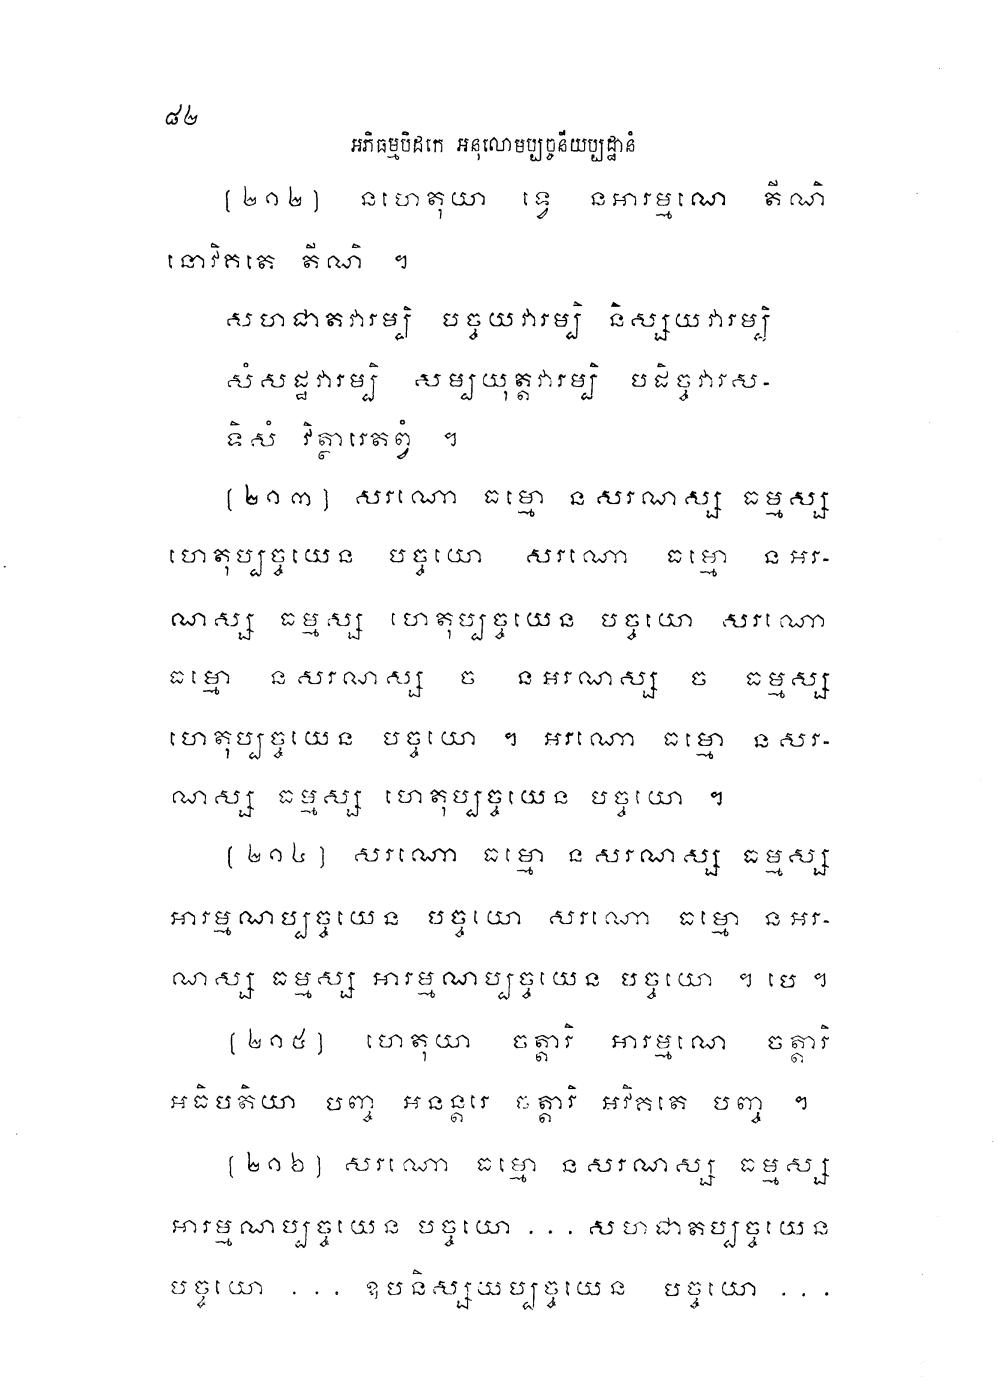 ៨២
អភិធម្មបិដកេ អនុលោមប្បច្ចនីយប្បដ្ឋានំ
(២០២) នហេតុយា ទ្វេ នអារម្មណេ តីណិ
នោវិគតេ តីណិ ។
សហជាតវារម្បិ បច្ចយវារម្បិ និស្សយវារម្បិ
សំសដ្ឋវារម្បិ សម្បយុត្តវារម្បិ បដិច្ចវារស-
ទិសំ វិត្ថារេតព្វំ ។
(២០៣) សរណោ ធម្មោ នសរណស្ស ធម្មស្ស
ហេតុប្បច្ចយេន បច្ចយោ សរណោ ធម្មោ នអរ-
ណស្ស ធម្មស្ស ហេតុប្បច្ចយេន បច្ចយោ សរណោ
ធម្មោ នសរណស្ស ច នអរណស្ស ច ធម្មស្ស
ហេតុប្បច្ចយេន បច្ចយោ ។ អរណោ ធម្មោ នសរ-
ណស្ស ធម្មស្ស ហេតុប្បច្ចយេន បច្ចយោ ។
(២០៤) សរណោ ធម្មោ នសរណស្ស ធម្មស្ស
អារម្មណប្បច្ចយេន បច្ចយោ សរណោ ធម្មោ នអរ-
ណស្ស ធម្មស្ស អារម្មណប្បច្ចយេន បច្ចយោ ។ បេ ។
(២០៥) ហេតុយា ចត្តារិ អារម្មណេ ចត្តារិ
អធិបតិយា បញ្ច អនន្តរេ ចត្តារិ អវិគតេ បញ្ច ។
(២០៦) សរណោ ធម្មោ នសរណស្ស ធម្មស្ស
អារម្មណប្បច្ចយេន បច្ចយោ ... សហជាតប្បច្ចយេន
បច្ចយោ ... ឧបនិស្សយប្បច្ចយេន បច្ចយោ ...